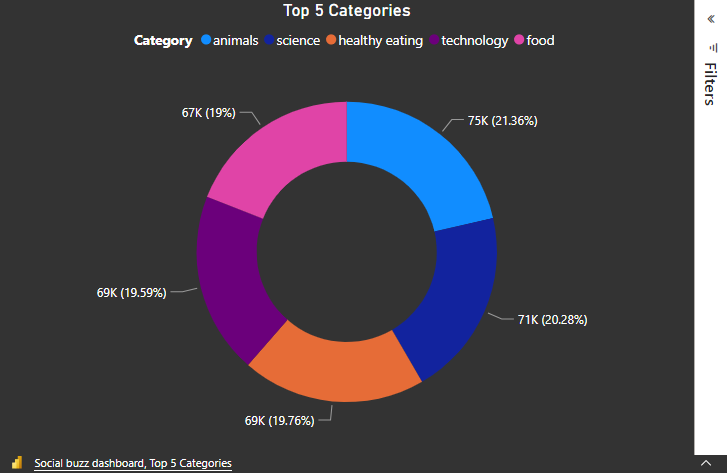 Top 5 Categories
Category animals science healthy eating technology food
67K (19%)
75K (21.36%)
69K (19.59%)
71K (20.28%)
69K (19.76%)
Filters
Social buzz dashboard, Top 5 Categories